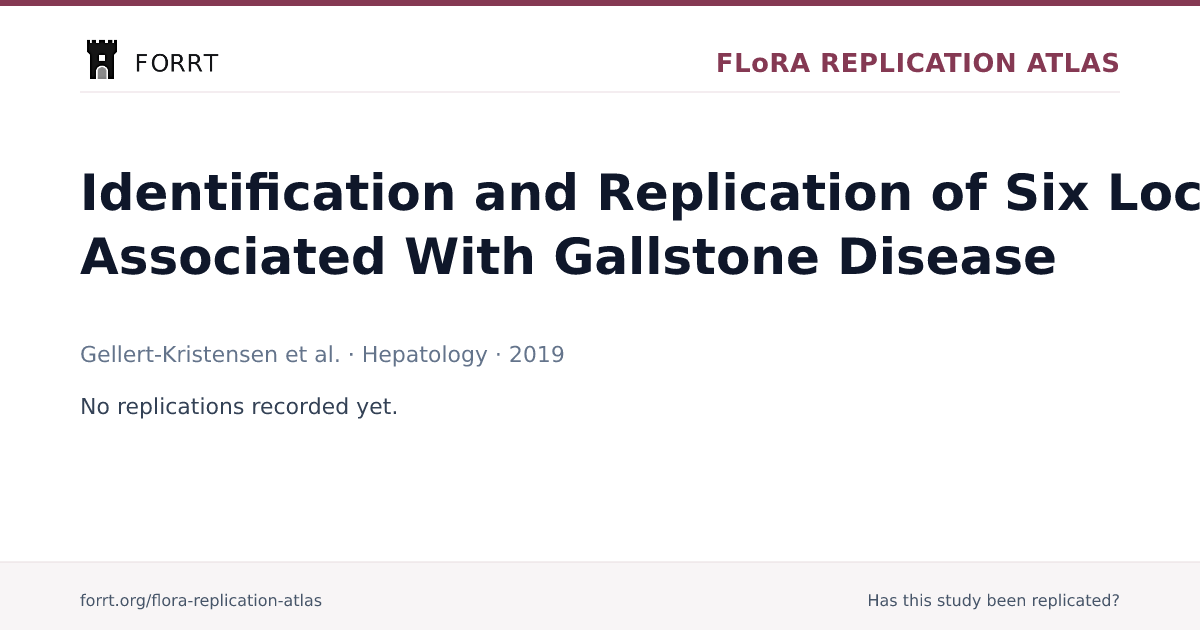 FORRT
FLoRA REPLICATION ATLAS
Identification and Replication of Six Loc
Associated With Gallstone Disease
Gellert-Kristensen et al. · Hepatology · 2019
No replications recorded yet.
forrt.org/flora-replication-atlas
Has this study been replicated?